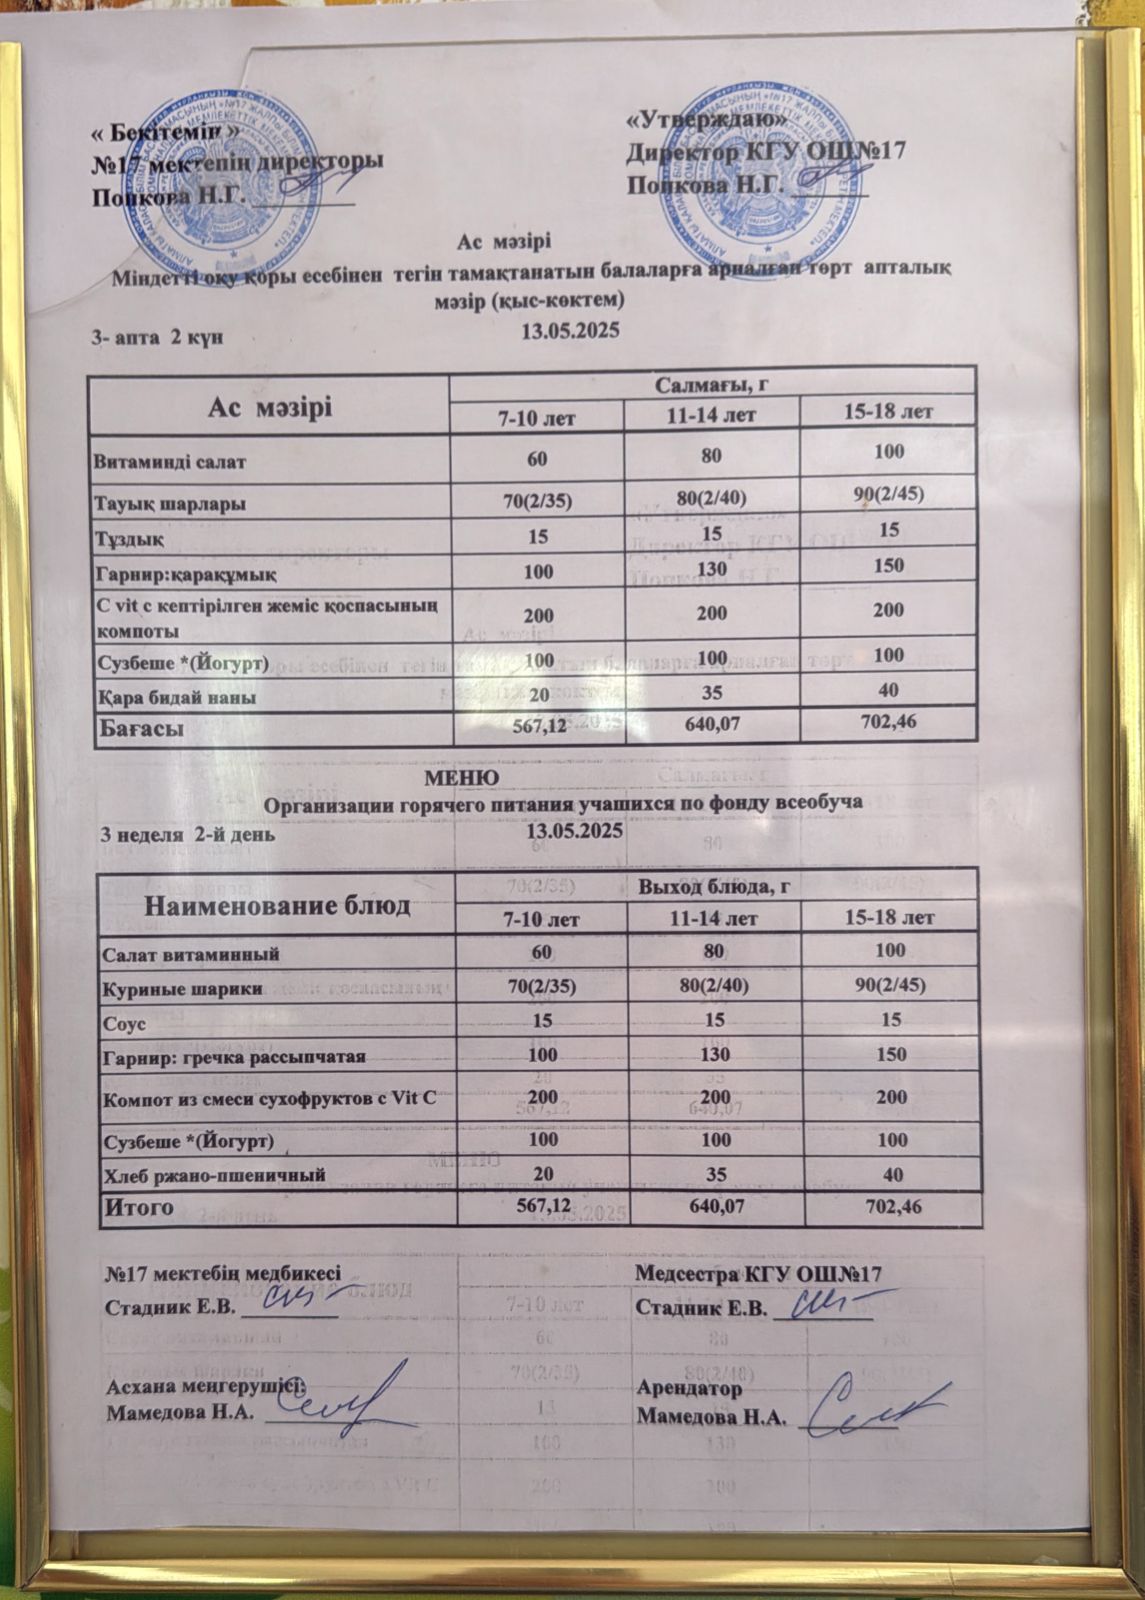 « Бекітемін »
№17 мектепің директоры
Попкова Н.Г. ________
«Утверждаю»
Директор КГУ ОШ№17
Попкова Н.Г. ______
Ас мәзірі
Міндетті оқу қоры есебінен тегін тамақтанатын балаларға арналған төрт апталық
мәзір (қыс-көктем)
3- апта 2 күн 13.05.2025
Ас мәзірі Салмағы, г
7-10 лет 11-14 лет 15-18 лет
Витаминді салат 60 80 100
Тауық шарлары 70(2/35) 80(2/40) 90(2/45)
Тұздық 15 15 15
Гарнир:қарақұмық 100 130 150
С vit с кептірілген жеміс қоспасының
компоты 200 200 200
Сузбеше *(Йогурт) 100 100 100
Қара бидай наны 20 35 40
Бағасы 567,12 640,07 702,46
МЕНЮ
Организации горячего питания учашихся по фонду всеобуча
3 неделя 2-й день 13.05.2025
Наименование блюд Выход блюда, г
7-10 лет 11-14 лет 15-18 лет
Салат витаминный 60 80 100
Куриные шарики 70(2/35) 80(2/40) 90(2/45)
Соус 15 15 15
Гарнир: гречка рассыпчатая 100 130 150
Компот из смеси сухофруктов с Vit C 200 200 200
Сузбеше *(Йогурт) 100 100 100
Хлеб ржано-пшеничный 20 35 40
Итого 567,12 640,07 702,46
№17 мектебің медбикесі
Стадник Е.В. ________
Медсестра КГУ ОШ№17
Стадник Е.В. ________
Асхана меңгерушісі:
Мамедова Н.А. ________
Арендатор
Мамедова Н.А. ________